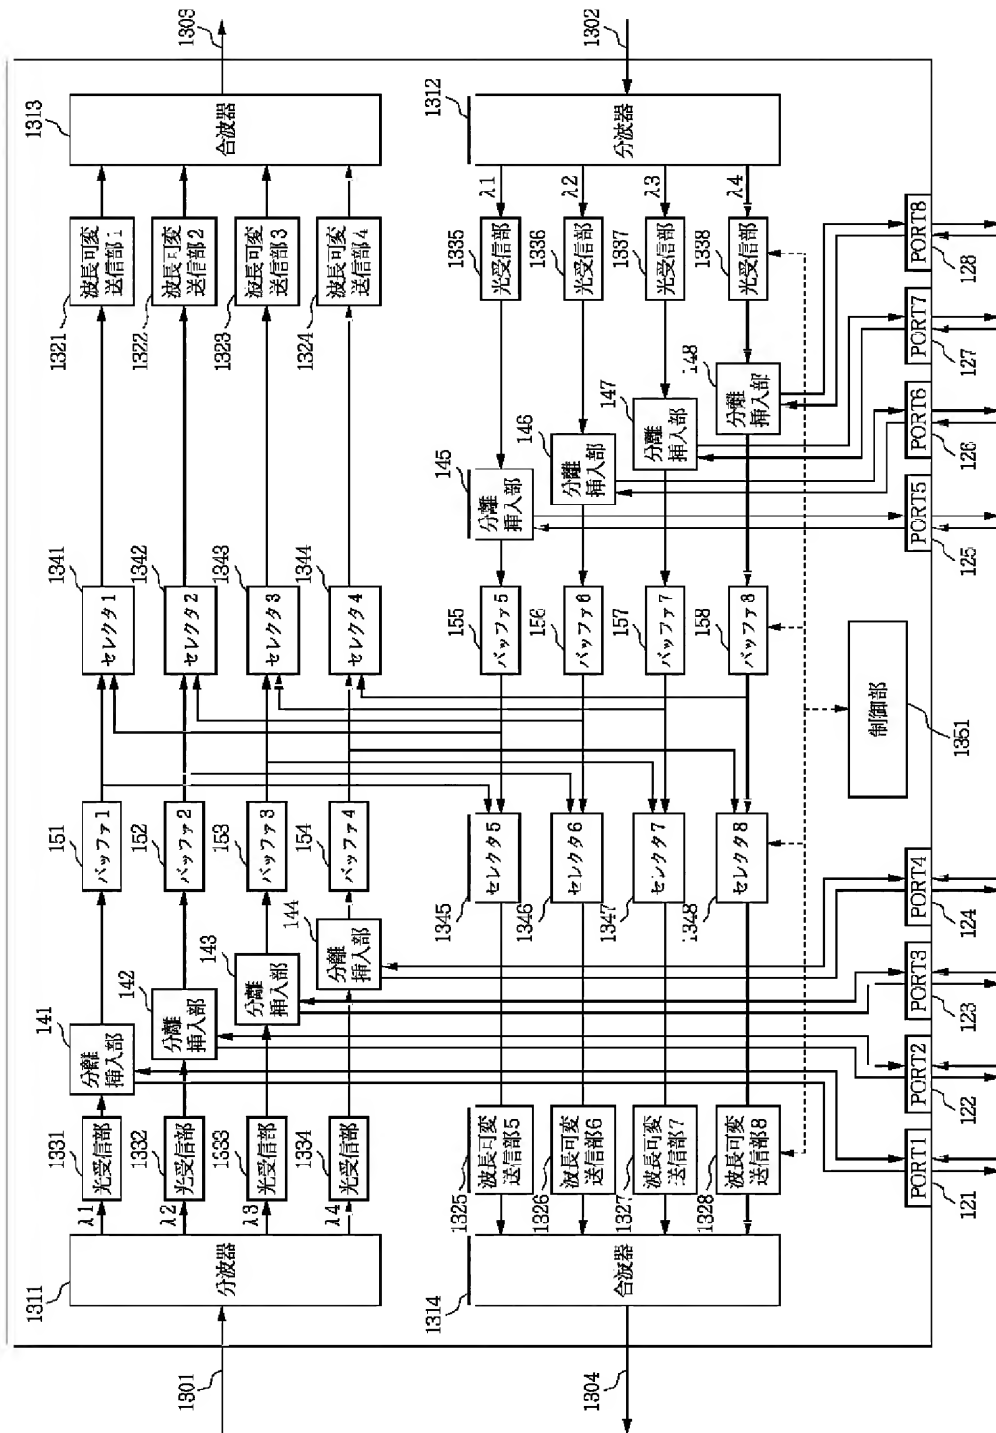 1301
1311
分波器
λ1
λ2
λ3
λ4
1331
光受信部
1332
光受信部
1333
光受信部
1334
光受信部
141
分離
挿入部
142
分離
挿入部
143
分離
挿入部
144
分離
挿入部
151
バッファ1
152
バッファ2
153
バッファ3
154
バッファ4
1341
セレクタ1
1342
セレクタ2
1343
セレクタ3
1344
セレクタ4
1321
波長可変
送信部1
1322
波長可変
送信部2
1323
波長可変
送信部3
1324
波長可変
送信部4
1313
合波器
1303
1304
1314
合波器
1325
波長可変
送信部5
1326
波長可変
送信部6
1327
波長可変
送信部7
1328
波長可変
送信部8
1345
セレクタ5
1346
セレクタ6
1347
セレクタ7
1348
セレクタ8
155
バッファ5
156
バッファ6
157
バッファ7
158
バッファ8
145
分離
挿入部
146
分離
挿入部
147
分離
挿入部
148
分離
挿入部
1335
光受信部
1336
光受信部
1337
光受信部
1338
光受信部
λ1
λ2
λ3
λ4
1312
分波器
1302
制御部
1351
PORT1
121
PORT2
122
PORT3
123
PORT4
124
PORT5
125
PORT6
126
PORT7
127
PORT8
128